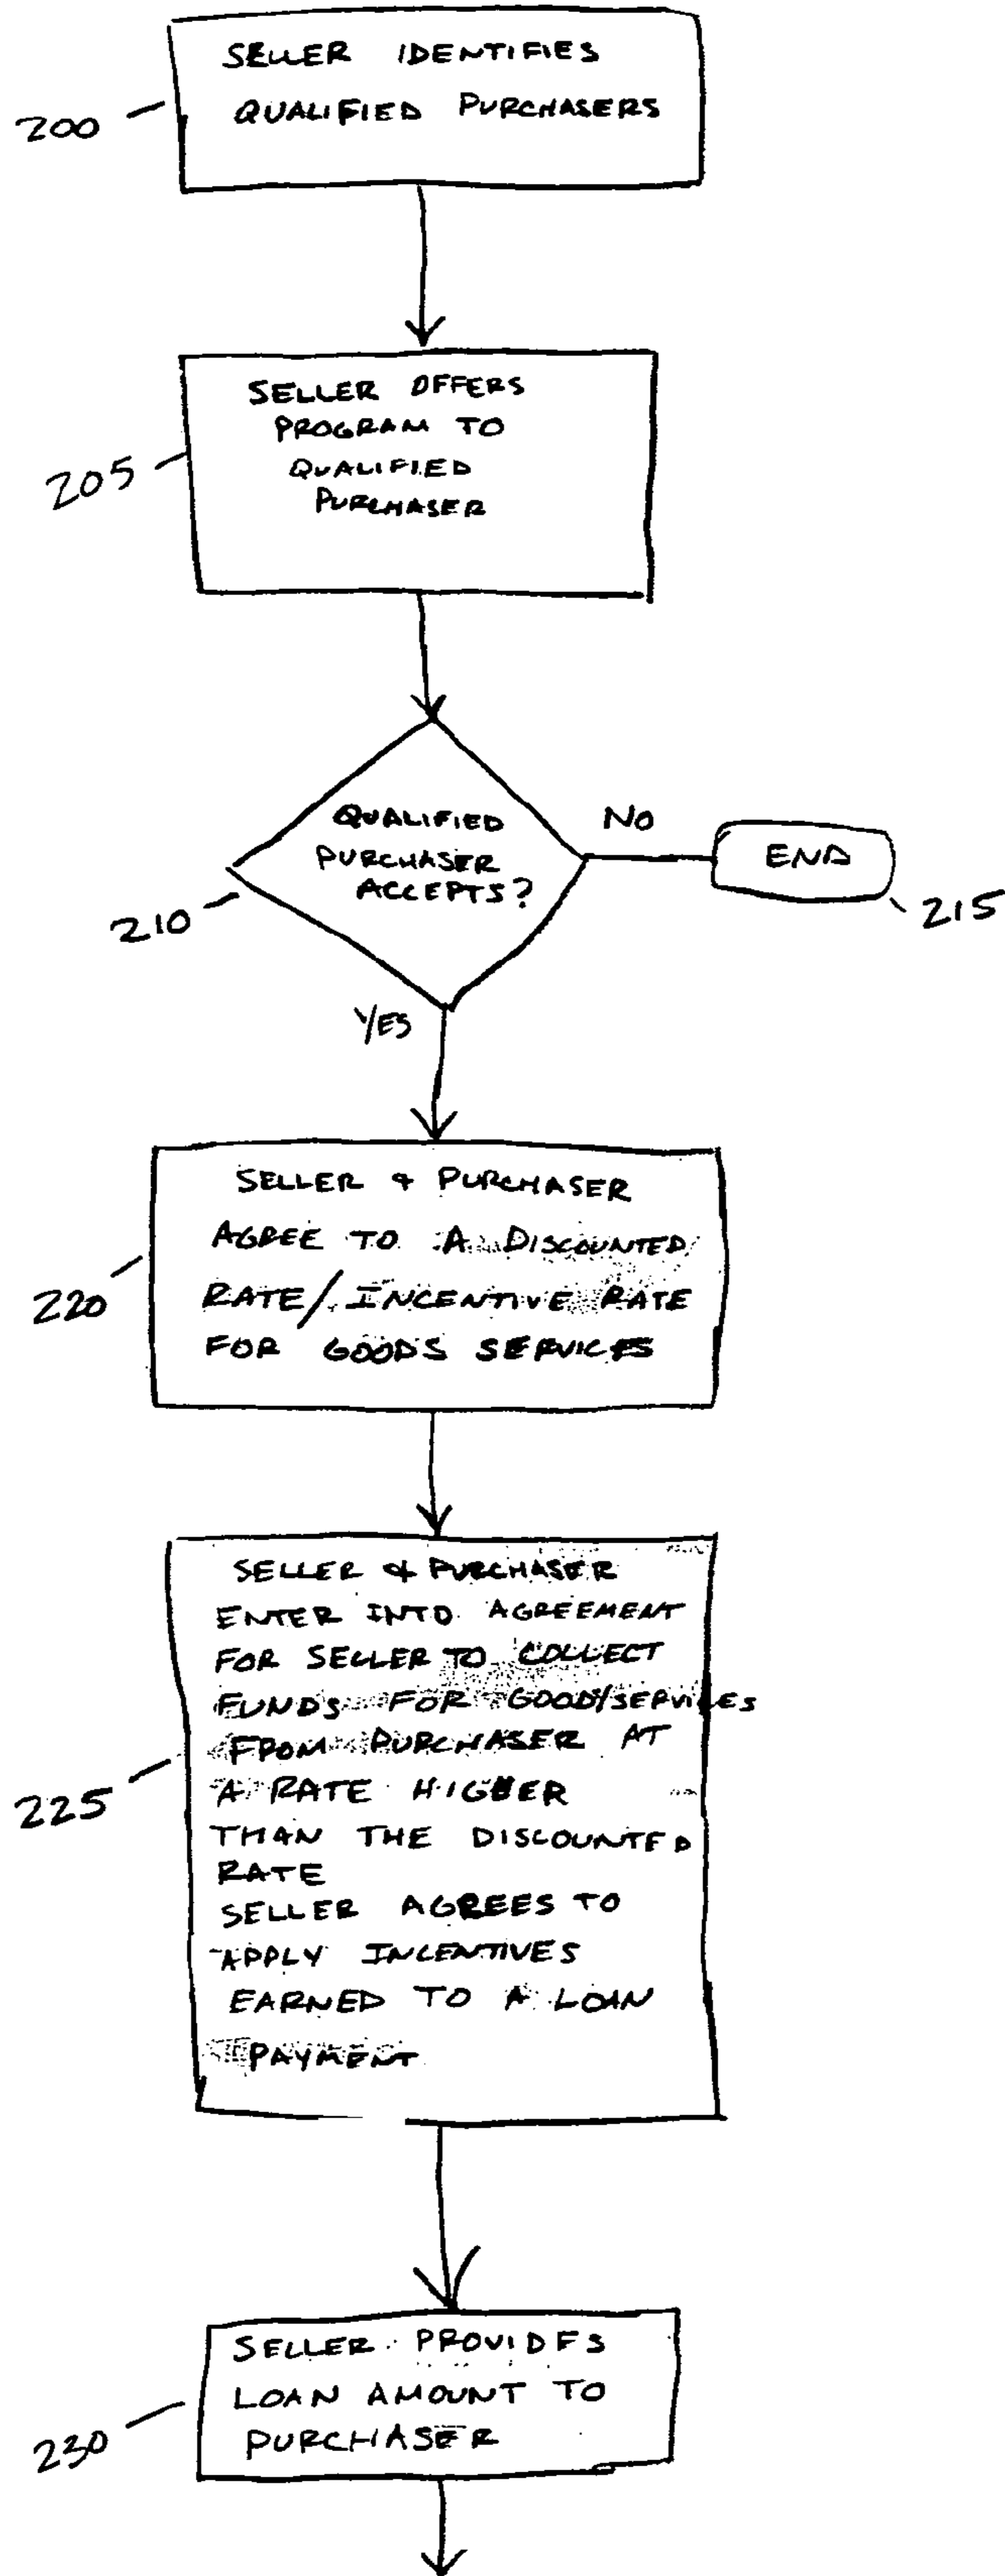 SELLER IDENTIFIES
QUALIFIED PURCHASERS
200
SELLER OFFERS
PROGRAM TO
QUALIFIED
PURCHASER
205
QUALIFIED
PURCHASER
ACCEPTS?
210
NO
END
215
YES
SELLER & PURCHASER
AGREE TO A DISCOUNTED
RATE/INCENTIVE RATE
FOR GOODS SERVICES
220
SELLER & PURCHASER
ENTER INTO AGREEMENT
FOR SELLER TO COLLECT
FUNDS FOR GOOD/SERVICES
FROM PURCHASER AT
A RATE HIGHER
THAN THE DISCOUNTED
RATE
SELLER AGREES TO
APPLY INCENTIVES
EARNED TO A LOAN
PAYMENT
225
SELLER PROVIDES
LOAN AMOUNT TO
PURCHASER
230